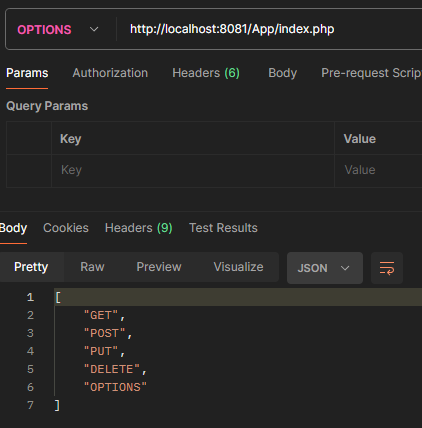 OPTIONS http://localhost:8081/App/index.php
Params Authorization Headers (6) Body Pre-request Scrip
Query Params
Key Value
Key Value
Body Cookies Headers (9) Test Results
Pretty Raw Preview Visualize JSON
1 [
2 "GET",
3 "POST",
4 "PUT",
5 "DELETE",
6 "OPTIONS"
7 ]